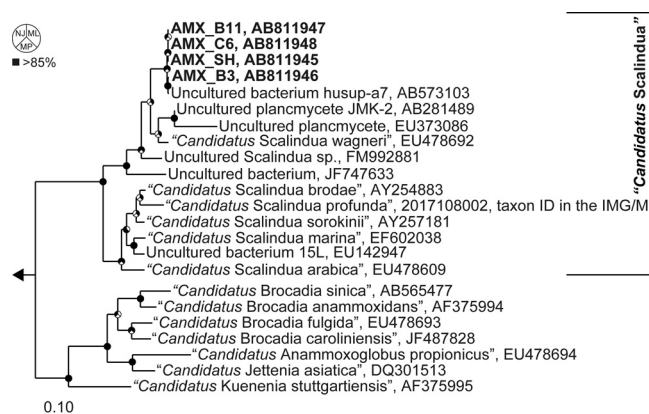 NJ ML
MP
>85%
AMX_B11, AB811947
AMX_C6, AB811948
AMX_SH, AB811945
AMX_B3, AB811946
Uncultured bacterium husup-a7, AB573103
Uncultured plancmycete JMK-2, AB281489
Uncultured plancmycete, EU373086
“Candidatus Scalindua wagneri”, EU478692
Uncultured Scalindua sp., FM992881
Uncultured bacterium, JF747633
“Candidatus Scalindua brodae”, AY254883
“Candidatus Scalindua profunda”, 2017108002, taxon ID in the IMG/M
“Candidatus Scalindua sorokinii”, AY257181
“Candidatus Scalindua marina”, EF602038
Uncultured bacterium 15L, EU142947
“Candidatus Scalindua arabica”, EU478609
“Candidatus Scalindua”
“Candidatus Brocadia sinica”, AB565477
“Candidatus Brocadia anammoxidans”, AF375994
“Candidatus Brocadia fulgida”, EU478693
“Candidatus Brocadia caroliniensis”, JF487828
“Candidatus Anammoxoglobus propionicus”, EU478694
“Candidatus Jettenia asiatica”, DQ301513
“Candidatus Kuenenia stuttgartiensis”, AF375995
0.10